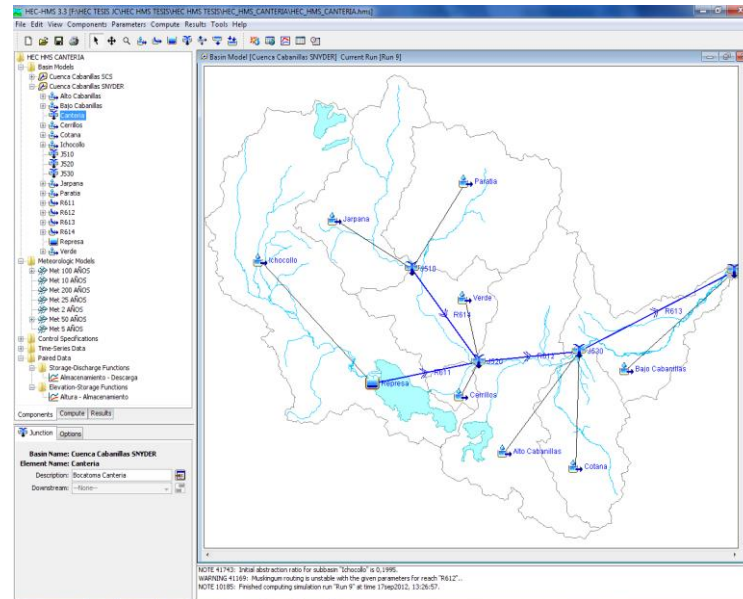 HEC-HMS 3.3 [F:\HEC TESIS JC\HEC HMS TESIS\HEC HMS TESIS\HEC_HMS_CANTERIA\HEC_HMS_CANTERIA.hms]
File Edit View Components Parameters Compute Results Tools Help
Basin Model [Cuenca Cabanillas SNYDER] Current Run [Run 9]
HEC HMS CANTERIA
Basin Models
Cuenca Cabanillas SCS
Cuenca Cabanillas SNYDER
Alto Cabanillas
Bajo Cabanillas
Canteria
Cerrillos
Cotana
Ichocollo
J510
J520
J530
Jarpana
Paratia
R611
R612
R613
R614
Represa
Verde
Meteorologic Models
Met 100 AÑOS
Met 10 AÑOS
Met 200 AÑOS
Met 25 AÑOS
Met 2 AÑOS
Met 50 AÑOS
Met 5 AÑOS
Control Specifications
Time-Series Data
Paired Data
Storage-Discharge Functions
Almacenamiento - Descarga
Elevation-Storage Functions
Altura - Almacenamiento
Components Compute Results
Junction Options
Basin Name: Cuenca Cabanillas SNYDER
Element Name: Canteria
Description: Bocatoma Canteria
Downstream: --None--
Paratia
Jarpana
Ichocollo
J510
Verde
R614
R613
J520
R611
Represa
Cerrillos
Bajo Cabanillas
Alto Cabanillas
Cotana
NOTE 41743: Initial abstraction ratio for subbasin "Ichocollo" is 0,1995.
WARNING 41169: Muskingum routing is unstable with the given parameters for reach "R612"...
NOTE 10185: Finished computing simulation run "Run 9" at time 17sep2012, 13:26:57.